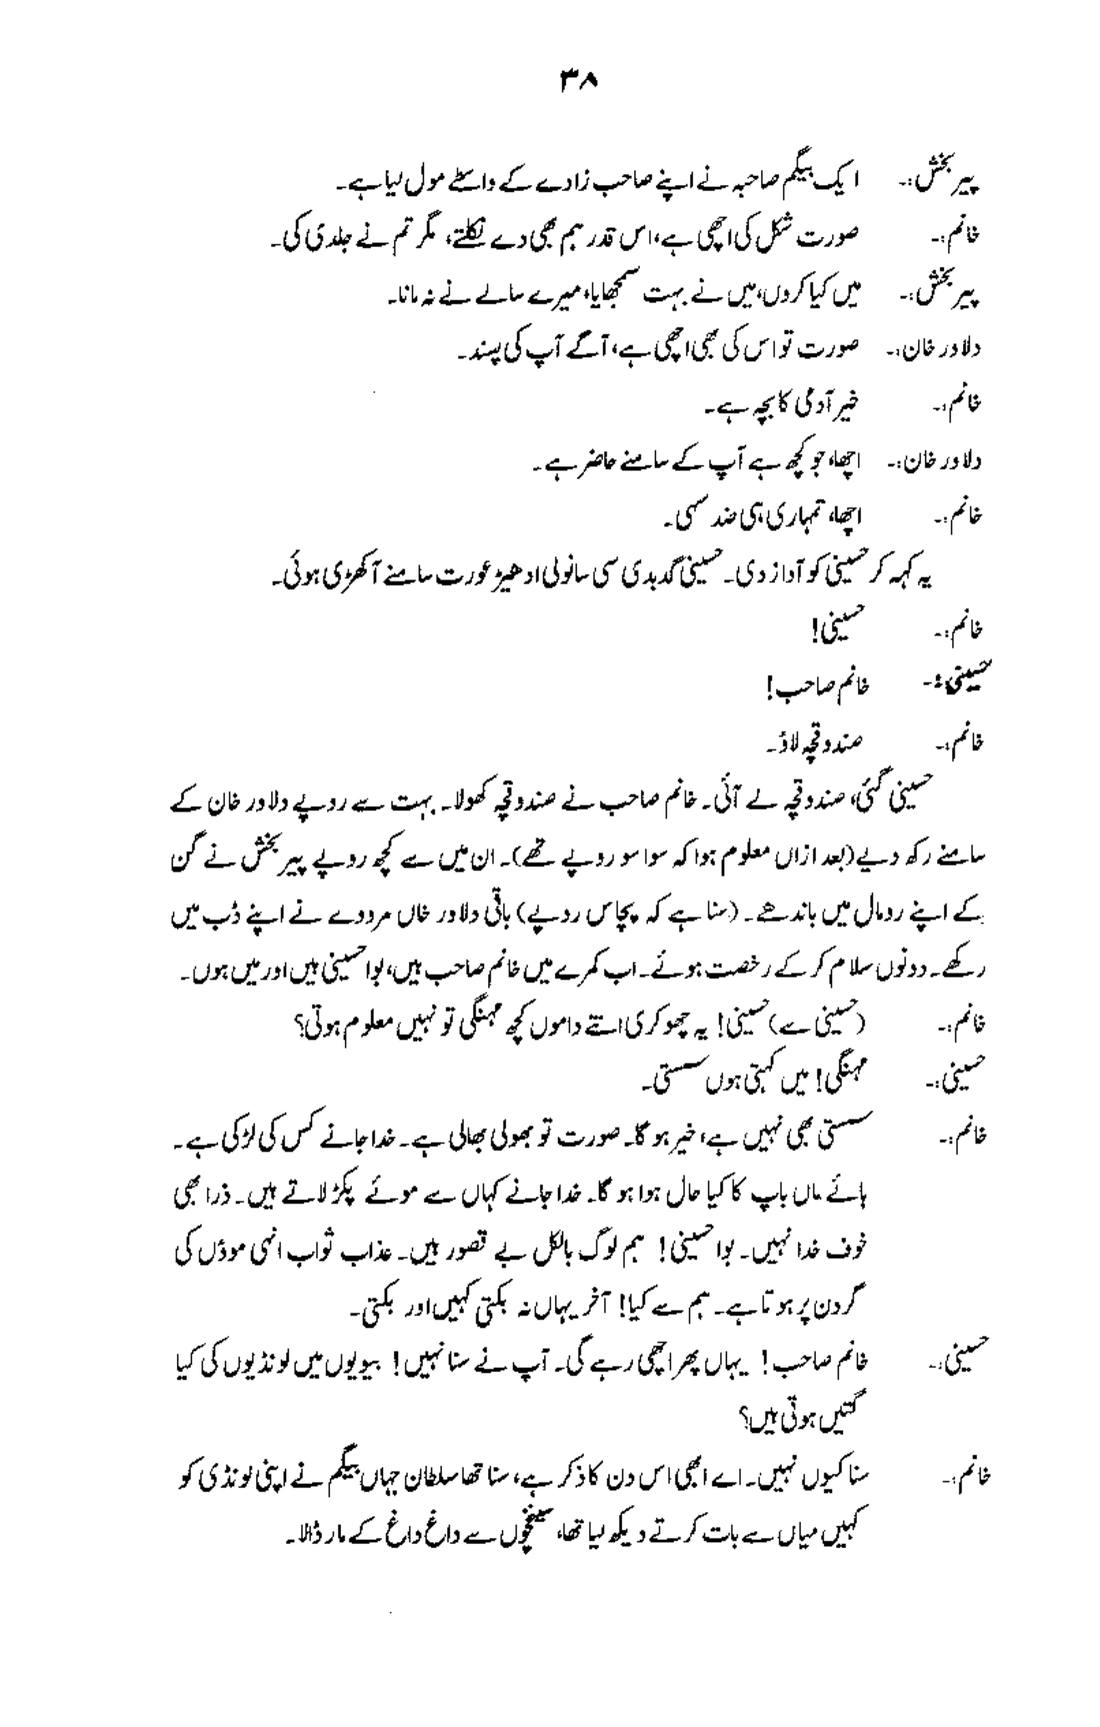 ۳۸
پیر بخش:۔ ایک بیگم صاحبہ نے اپنے صاحب زادے کے واسطے مول لیا ہے۔
خانم:۔ صورت شکل کی اچھی ہے، اس قدر ہم بھی دے نکلتے، مگر تم نے جلدی کی۔
پیر بخش:۔ میں کیا کروں، میں نے بہت سمجھایا، میرے سالے نے نہ مانا۔
دلاور خان:۔ صورت تو اس کی بھی اچھی ہے، آگے آپ کی پسند۔
خانم:۔ خیر آدمی کا بچہ ہے۔
دلاور خان:۔ اچھا، جو کچھ ہے آپ کے سامنے حاضر ہے۔
خانم:۔ اچھا، تمہاری ہی ضد سہی۔
یہ کہہ کر حسینی کو آواز دی۔ حسینی گدبدی سی سانولی ادھیڑ عورت سامنے آ کھڑی ہوئی۔
خانم:۔ حسینی!
حسینی:۔ خانم صاحب!
خانم:۔ صندوقچہ لاؤ۔
حسینی گئی، صندوقچہ لے آئی۔ خانم صاحب نے صندوقچہ کھولا۔ بہت سے روپے دلاور خان کے
سامنے رکھ دیے (بعد ازاں معلوم ہوا کہ سوا سو روپے تھے)۔ ان میں سے کچھ روپے پیر بخش نے گن
کے اپنے رومال میں باندھے۔ (سنا ہے کہ پچاس روپے) باقی دلاور خاں مردود نے اپنے ڈب میں
رکھے۔ دونوں سلام کر کے رخصت ہوئے۔ اب کمرے میں خانم صاحب ہیں، بوا حسینی ہیں اور میں ہوں۔
خانم:۔ (حسینی سے) حسینی! یہ چھوکری اتنے داموں کچھ مہنگی تو نہیں معلوم ہوتی؟
حسینی:۔ مہنگی! میں کہتی ہوں سستی۔
خانم:۔ سستی بھی نہیں ہے، خیر ہو گا۔ صورت تو بھولی بھالی ہے۔ خدا جانے کس کی لڑکی ہے۔
ہائے ماں باپ کا کیا حال ہوا ہو گا۔ خدا جانے کہاں سے موئے پکڑ لاتے ہیں۔ ذرا بھی
خوف خدا نہیں۔ بوا حسینی! ہم لوگ بالکل بے قصور ہیں۔ عذاب ثواب انہی موؤں کی
گردن پر ہوتا ہے۔ ہم سے کیا! آخر یہاں نہ بکتی کہیں اور بکتی۔
حسینی:۔ خانم صاحب! یہاں پھر اچھی رہے گی۔ آپ نے سنا نہیں! بیویوں میں لونڈیوں کی کیا
گتیں ہوتی ہیں؟
خانم:۔ سنا کیوں نہیں۔ اے ابھی اس دن کا ذکر ہے، سنا تھا سلطان جہاں بیگم نے اپنی لونڈی کو
کہیں میاں سے بات کرتے دیکھ لیا تھا، سیخچوں سے داغ داغ کے مار ڈالا۔